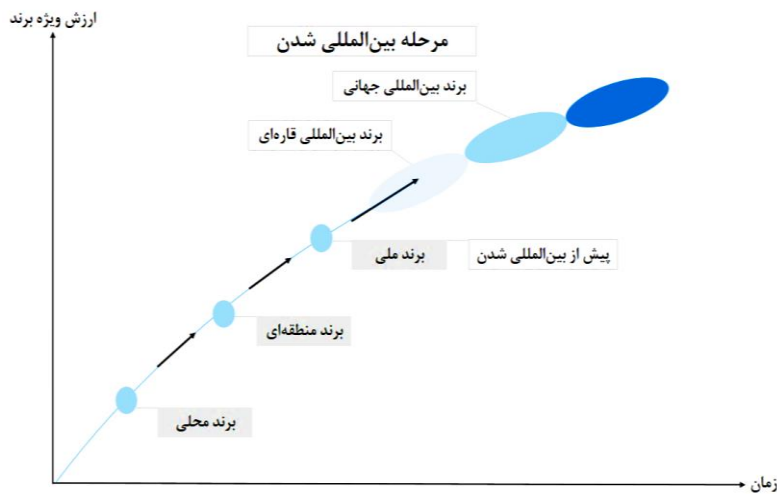 ارزش ویژه برند
مرحله بین‌المللی شدن
برند بین‌المللی جهانی
برند بین‌المللی قاره‌ای
پیش از بین‌المللی شدن
برند ملی
برند منطقه‌ای
برند محلی
زمان